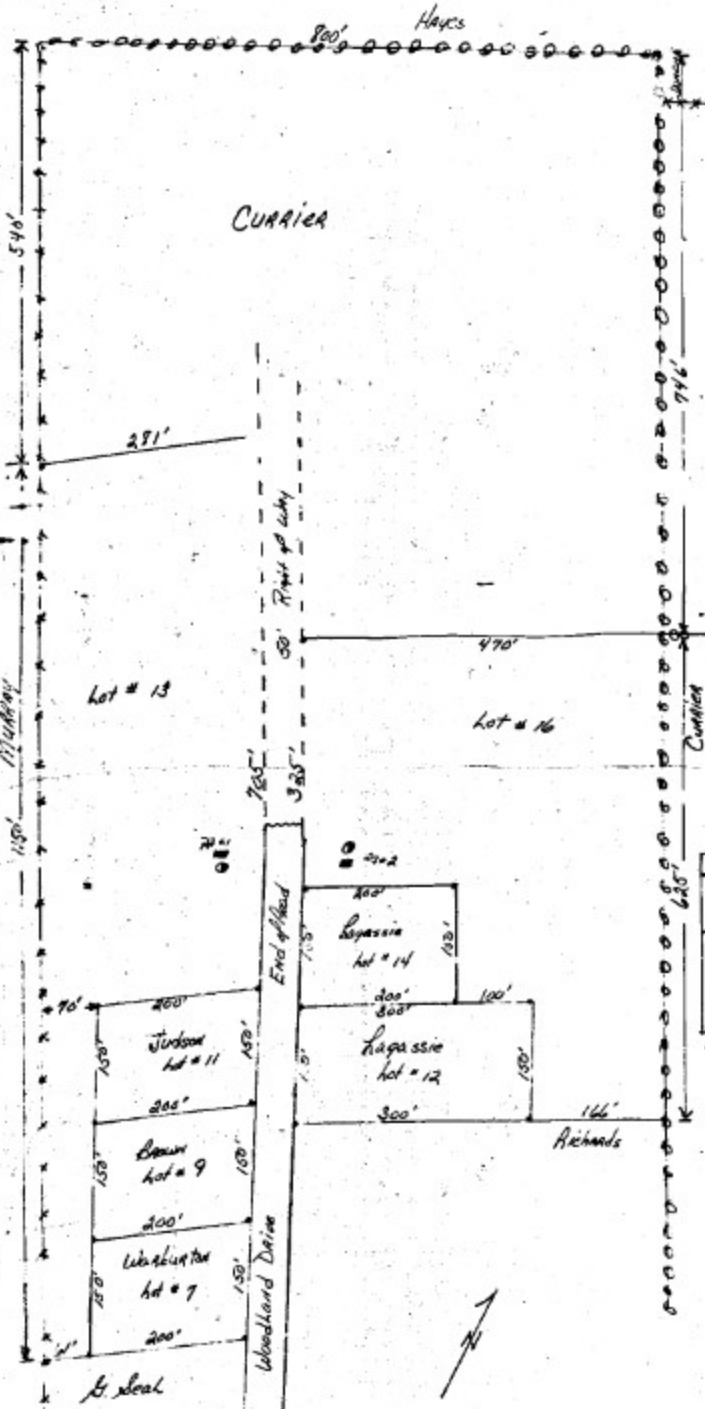 Hayes
800'
540'
CURRIER
746'
281'
50' Right of Way
470'
Lot # 13
Lot # 16
MURRAY
CURRIER
705'
325'
1150'
625'
200'
End of Road
Lagassie
Lot # 14
150'
70'
200'
200'
100'
300'
Judson
Lot # 11
150'
150'
Lagassie
Lot # 12
150'
200'
300'
166'
Richards
Brown
Lot # 9
150'
150'
200'
Warburton
Lot # 7
150'
150'
Woodland Drive
200'
N
G. Seal